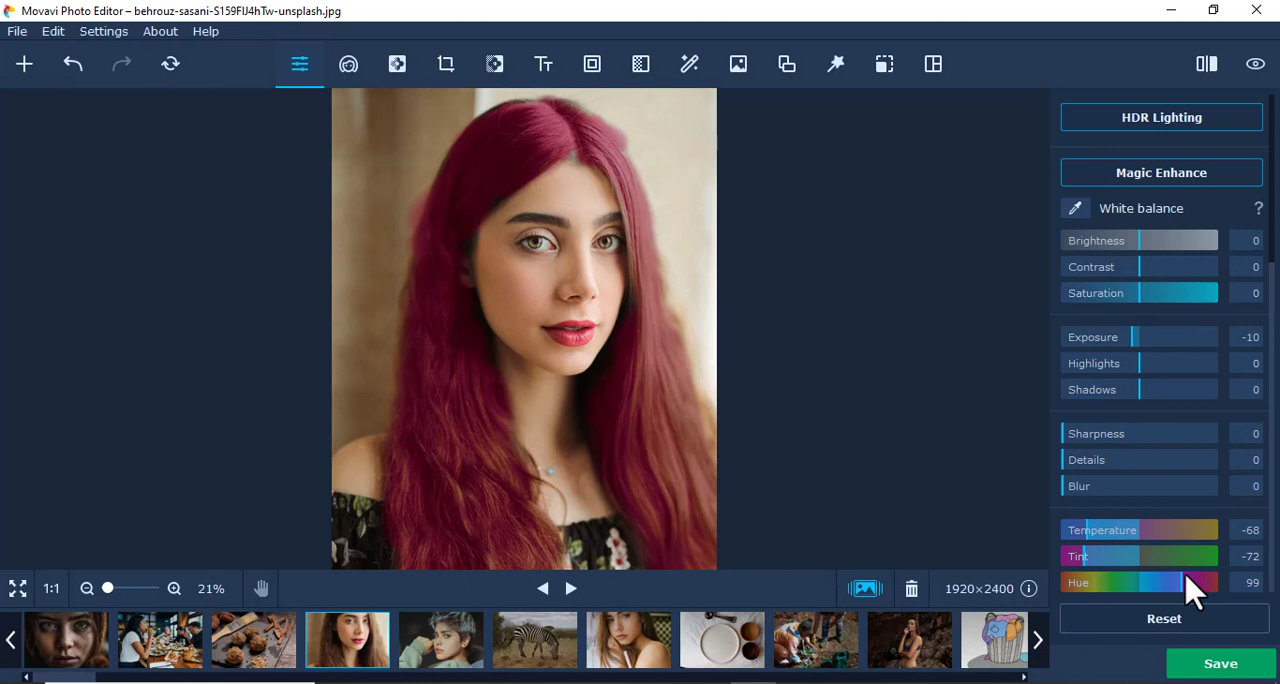 Movavi Photo Editor – behrouz-sasani-S159FlJ4hTw-unsplash.jpg
File Edit Settings About Help
HDR Lighting
Magic Enhance
White balance ?
Brightness 0
Contrast 0
Saturation 0
Exposure -10
Highlights 0
Shadows 0
Sharpness 0
Details 0
Blur 0
Temperature -68
Tint -72
Hue 99
1:1 21% 1920×2400
Reset
Save